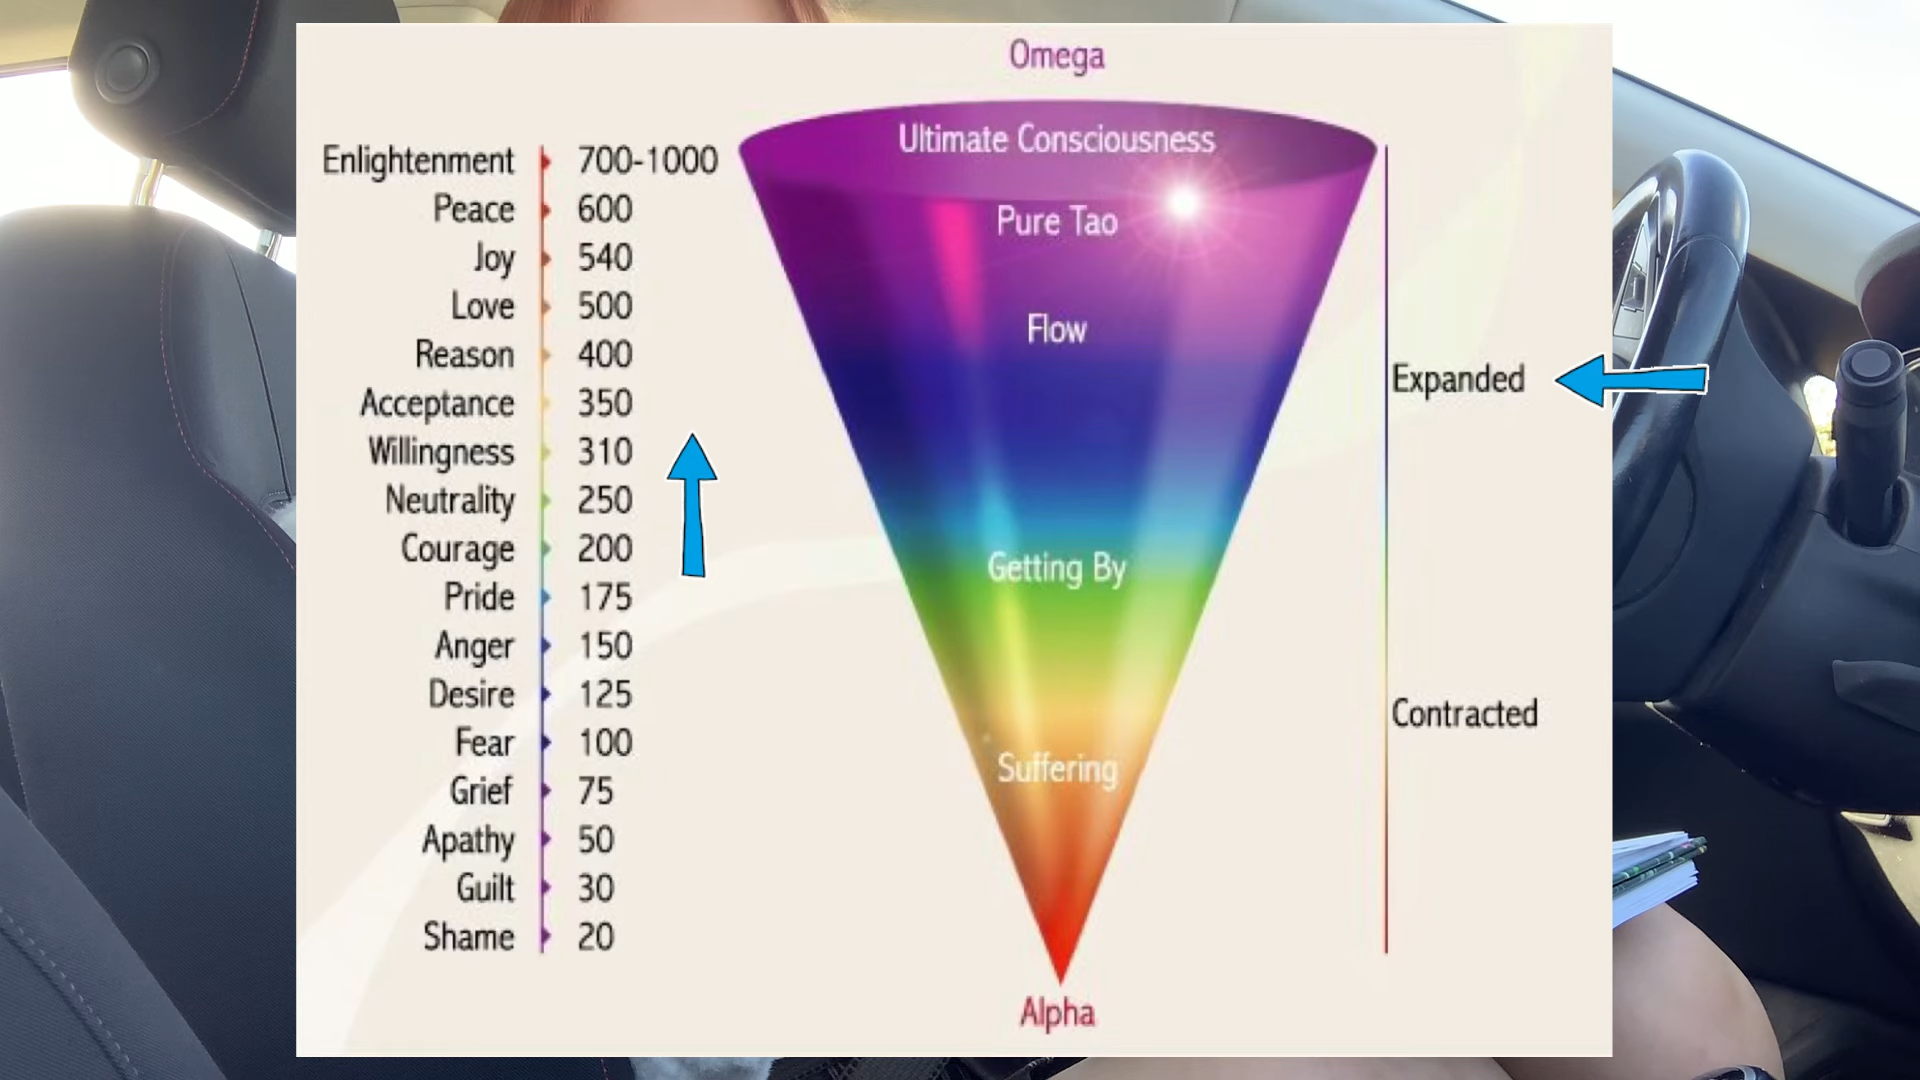 Omega
Ultimate Consciousness
Enlightenment 700-1000
Peace 600
Pure Tao
Joy 540
Love 500
Flow
Reason 400
Expanded
Acceptance 350
Willingness 310
Neutrality 250
Courage 200
Getting By
Pride 175
Anger 150
Desire 125
Contracted
Fear 100
Suffering
Grief 75
Apathy 50
Guilt 30
Shame 20
Alpha